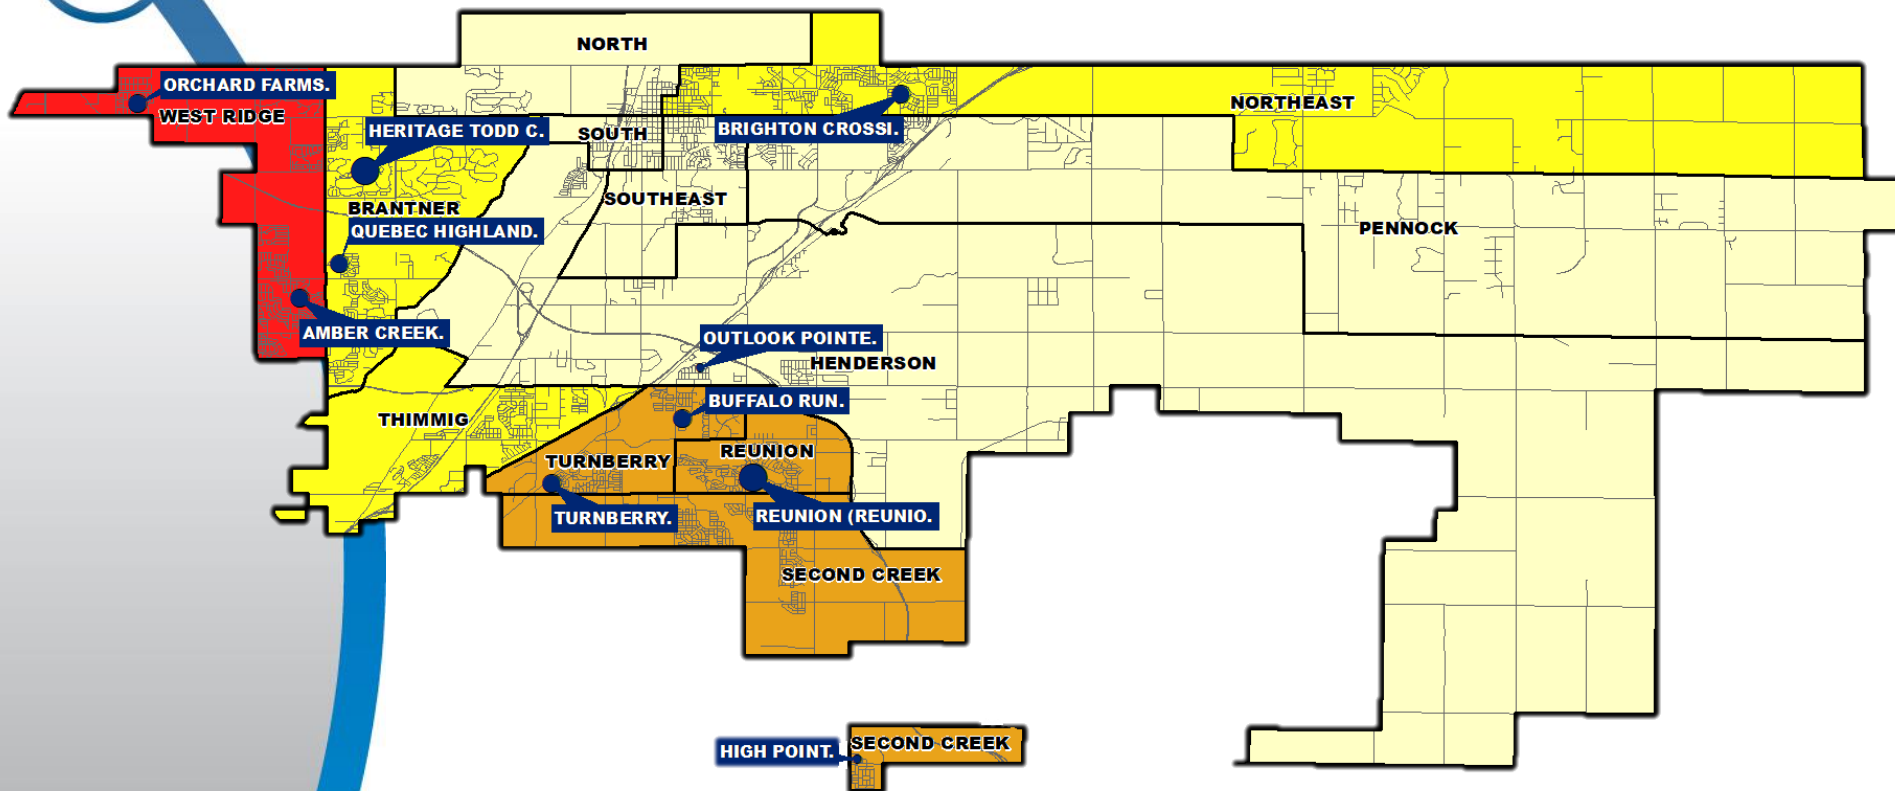 NORTH
ORCHARD FARMS.
WEST RIDGE
NORTHEAST
HERITAGE TODD C.
SOUTH
BRIGHTON CROSSI.
SOUTHEAST
BRANTNER
QUEBEC HIGHLAND.
PENNOCK
AMBER CREEK.
OUTLOOK POINTE.
HENDERSON
BUFFALO RUN.
THIMMIG
REUNION
TURNBERRY
TURNBERRY.
REUNION (REUNIO.
SECOND CREEK
HIGH POINT.
SECOND CREEK